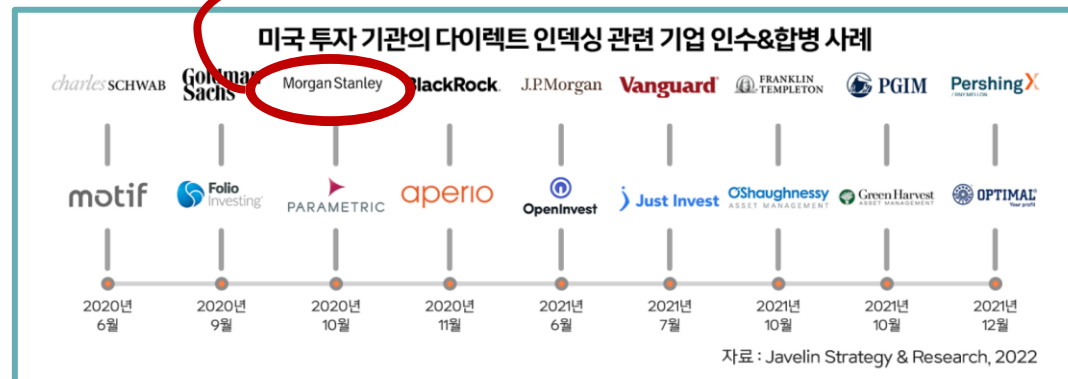 미국 투자 기관의 다이렉트 인덱싱 관련 기업 인수&합병 사례
charles SCHWAB
Goldman
Sachs
Morgan Stanley
BlackRock.
J.P.Morgan
Vanguard
FRANKLIN
TEMPLETON
PGIM
Pershing X
motif
Folio
Investing
PARAMETRIC
aperio
OpenInvest
Just Invest
O'Shaughnessy
ASSET MANAGEMENT
Green Harvest
ASSET MANAGEMENT
OPTIMAL
Your profit
2020년
6월
2020년
9월
2020년
10월
2020년
11월
2021년
6월
2021년
7월
2021년
10월
2021년
10월
2021년
12월
자료 : Javelin Strategy & Research, 2022